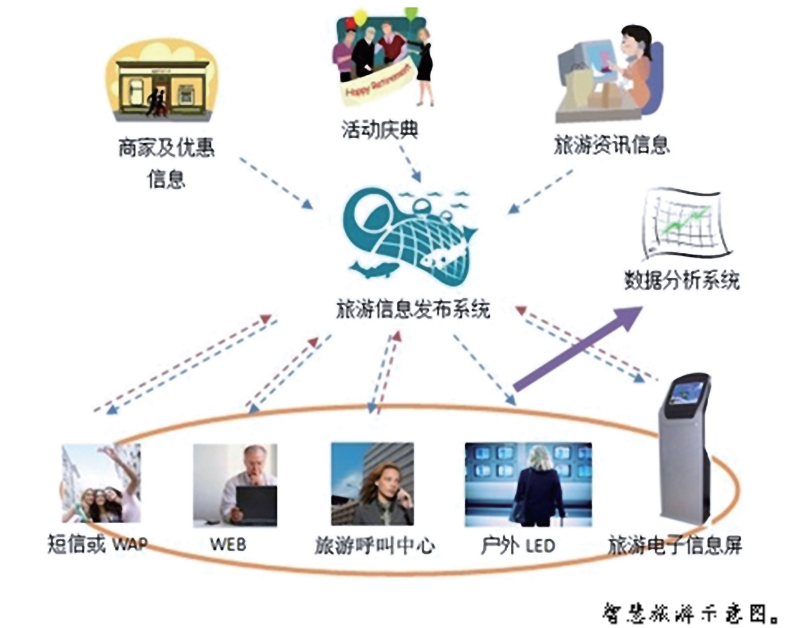 Happy Retirement!
活动庆典
商家及优惠
信息
旅游资讯信息
数据分析系统
旅游信息发布系统
短信或 WAP
WEB
旅游呼叫中心
户外 LED
旅游电子信息屏
智慧旅游示意图。